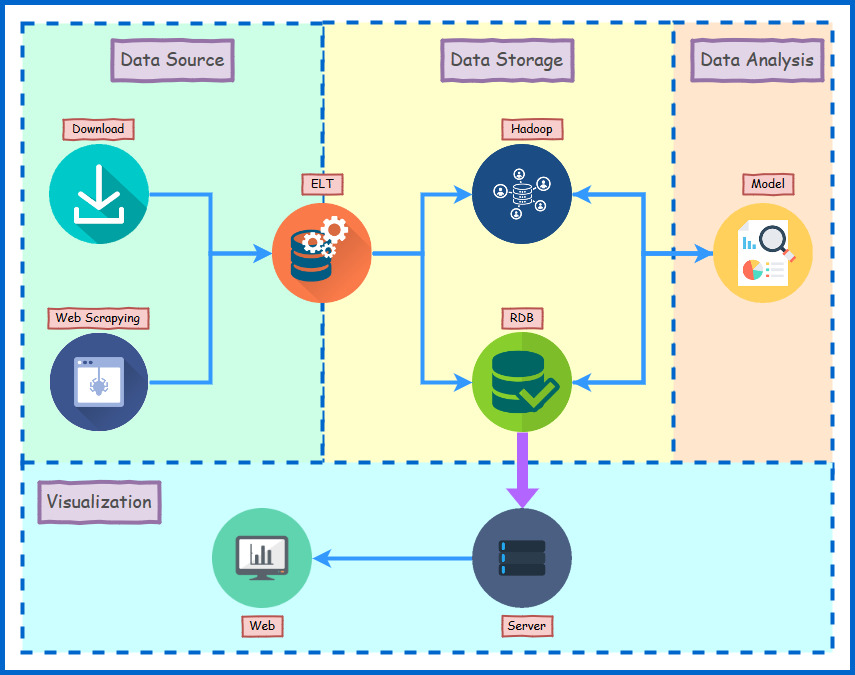 Data Source
Data Storage
Data Analysis
Download
Hadoop
ELT
Model
Web Scrapying
RDB
Visualization
Web
Server